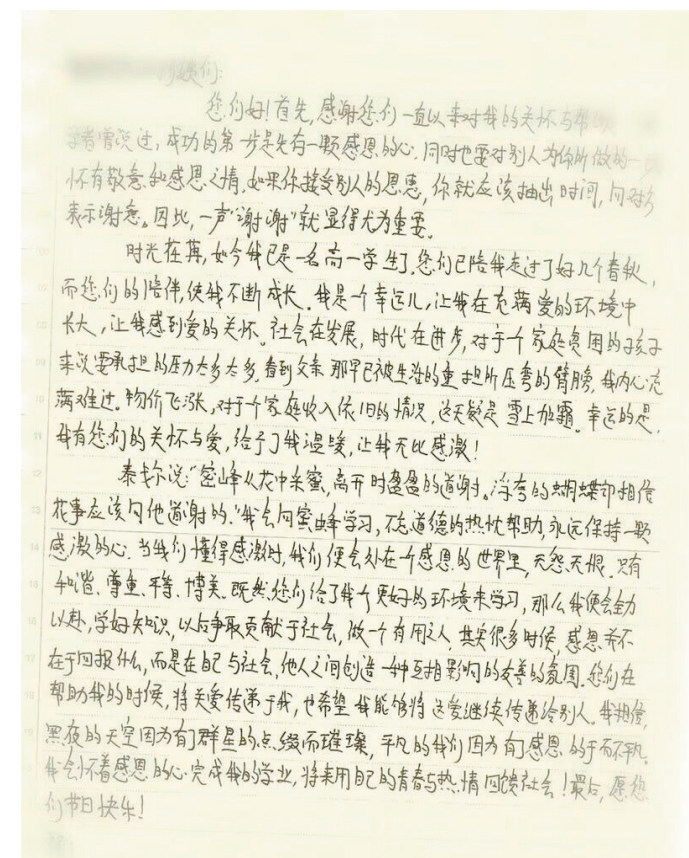 们:
您们好!首先,感谢您们一直以来对我的关怀与帮
者曾说过,成功的第一步是先有一颗感恩的心.同时也要对别人为你所做的一
怀有敬意和感恩之情.如果你接受别人的恩惠,你就应该抽出时间,向对方
表示谢意。因此,一声“谢谢”就显得尤为重要。
时光荏苒,如今我已是一名高一学生了.您们已陪我走过了好几个春秋,
而您们的陪伴,使我不断成长.我是个幸运儿,让我在充满爱的环境中
长大,让我感到爱的关怀.社会在发展,时代在进步,对于个家庭贫困的孩子
来说要承担的压力太多太多.看到父亲那早已被生活的重担所压弯的臂膀,我内心充
满难过.物价飞涨,对于个家庭收入依旧的情况,这无疑是雪上加霜。幸运的是,
我有您们的关怀与爱,给予了我温暖,让我无比感激!
泰戈尔说:“蜜峰从花中采蜜,离开时盈盈的道谢。浮夸的蝴蝶却相信
花事应该向他道谢的.”我会向蜜蜂学习,不忘道德的热忱帮助,永远保持一颗
感激的心.当我们懂得感激时,我们便会处在一个感恩的世界里,无怨无恨.只有
和谐.尊重.平等.博美.既然您们给了我个更好的环境来学习,那么我便会全力
以赴,学好知识,以后争取贡献于社会,做一个有用之人.其实很多时候,感恩并不
在于回报什么,而是在自己与社会,他人之间创造一种互相影响的友善的氛围.您们在
帮助我的时候,将关爱传递于我,也希望我能够将这爱继续传递给别人.我相信,
黑夜的天空因为有了群星的点缀而璀璨,平凡的我们因为有了感恩的于而不凡.
我会怀着感恩的心完成我的学业,将来用自己的青春与热情回馈社会!最后,愿您
们节日快乐!